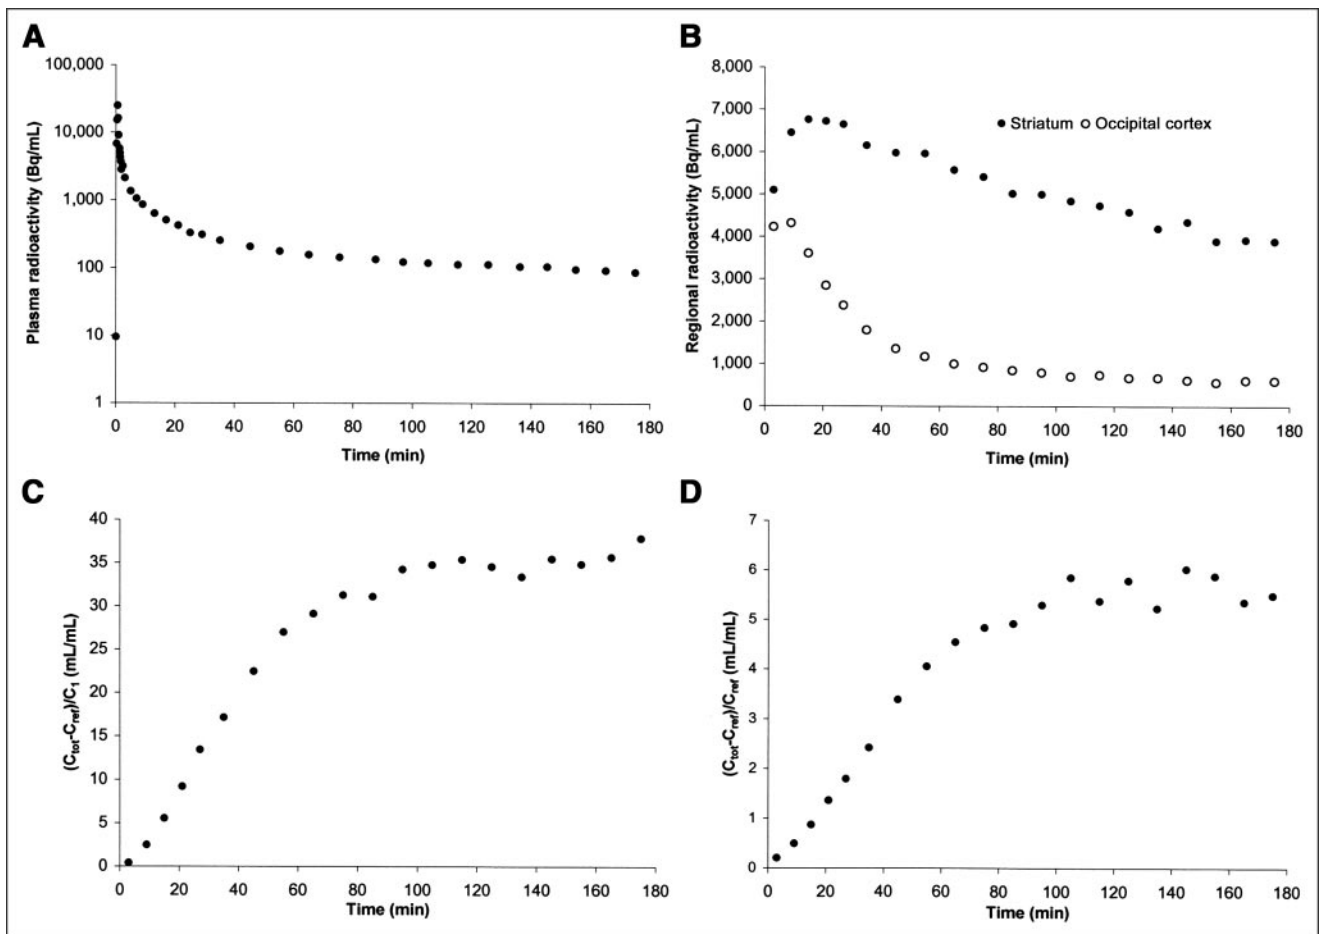 A
100,000
10,000
1,000
100
10
1
Plasma radioactivity (Bq/mL)
0 20 40 60 80 100 120 140 160 180
Time (min)
B
8,000
7,000
6,000
5,000
4,000
3,000
2,000
1,000
0
Regional radioactivity (Bq/mL)
Striatum Occipital cortex
0 20 40 60 80 100 120 140 160 180
Time (min)
C
40
35
30
25
20
15
10
5
0
(Ctot-Cref)/C1 (mL/mL)
0 20 40 60 80 100 120 140 160 180
Time (min)
D
7
6
5
4
3
2
1
0
(Ctot-Cref)/Cref (mL/mL)
0 20 40 60 80 100 120 140 160 180
Time (min)